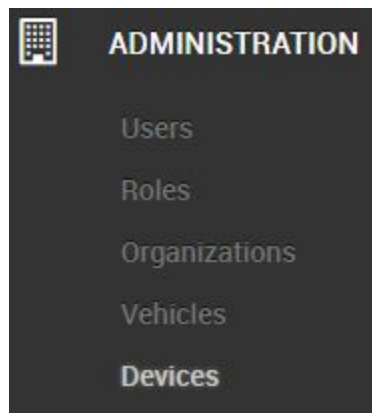 ADMINISTRATION
Users
Roles
Organizations
Vehicles
Devices